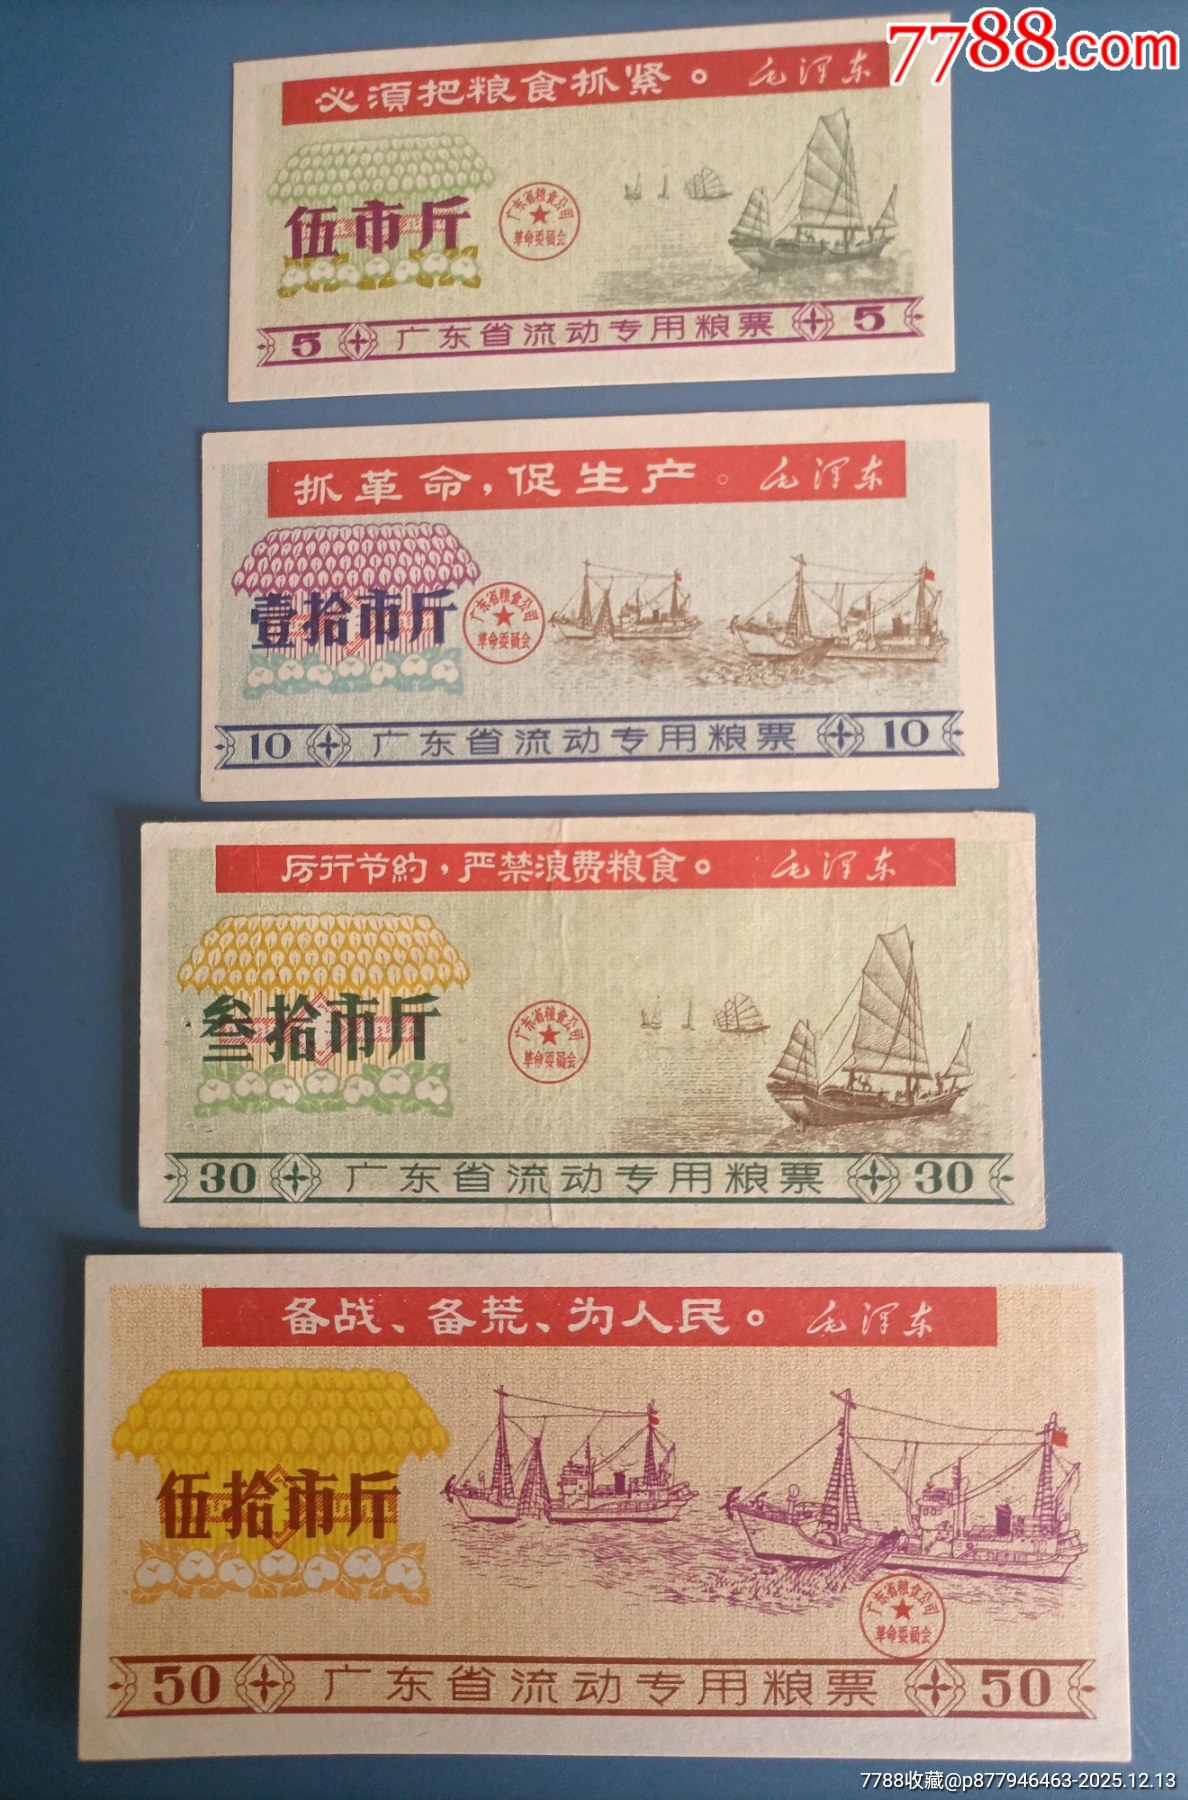 7788.com
必須把粮食抓紧。 毛泽东
伍市斤
广东省粮食公司
革命委员会
5 广东省流动专用粮票 5
抓革命，促生产。 毛泽东
壹拾市斤
广东省粮食公司
革命委员会
10 广东省流动专用粮票 10
厉行节約，严禁浪费粮食。 毛泽东
叁拾市斤
广东省粮食公司
革命委员会
30 广东省流动专用粮票 30
备战、备荒、为人民。 毛泽东
伍拾市斤
广东省粮食公司
革命委员会
50 广东省流动专用粮票 50
7788收藏@p877946463-2025.12.13